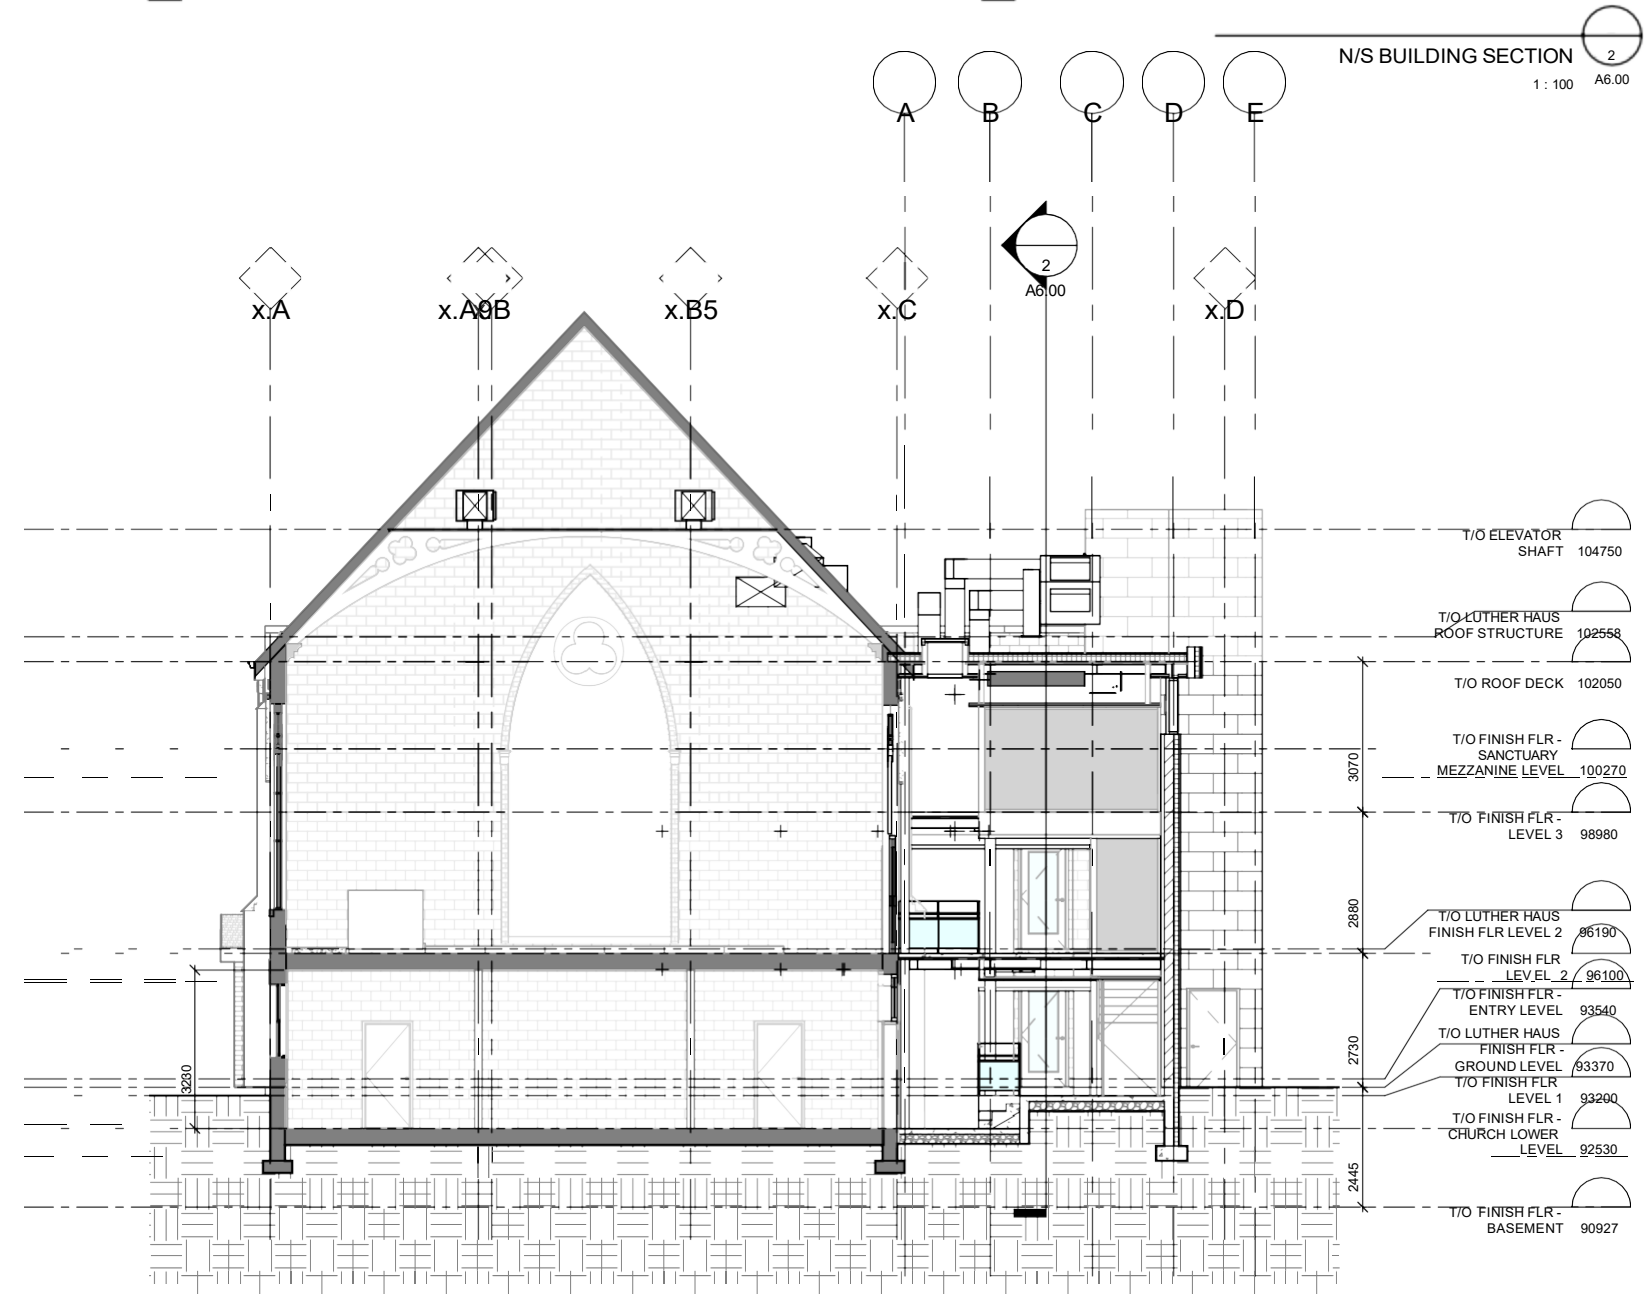 N/S BUILDING SECTION
1 : 100
2
A6.00
A
B
C
D
E
2
A6.00
x.A
x.A9B
x.B5
x.C
x.D
T/O ELEVATOR
SHAFT 104750
T/O LUTHER HAUS
ROOF STRUCTURE 102558
T/O ROOF DECK 102050
T/O FINISH FLR -
SANCTUARY
MEZZANINE LEVEL 100270
T/O FINISH FLR -
LEVEL 3 98980
T/O LUTHER HAUS
FINISH FLR LEVEL 2 96190
T/O FINISH FLR
LEVEL 2 96100
T/O FINISH FLR -
ENTRY LEVEL 93540
T/O LUTHER HAUS
FINISH FLR -
GROUND LEVEL 93370
T/O FINISH FLR
LEVEL 1 93200
T/O FINISH FLR -
CHURCH LOWER
LEVEL 92530
T/O FINISH FLR -
BASEMENT 90927
3070
2880
2730
2445
3230